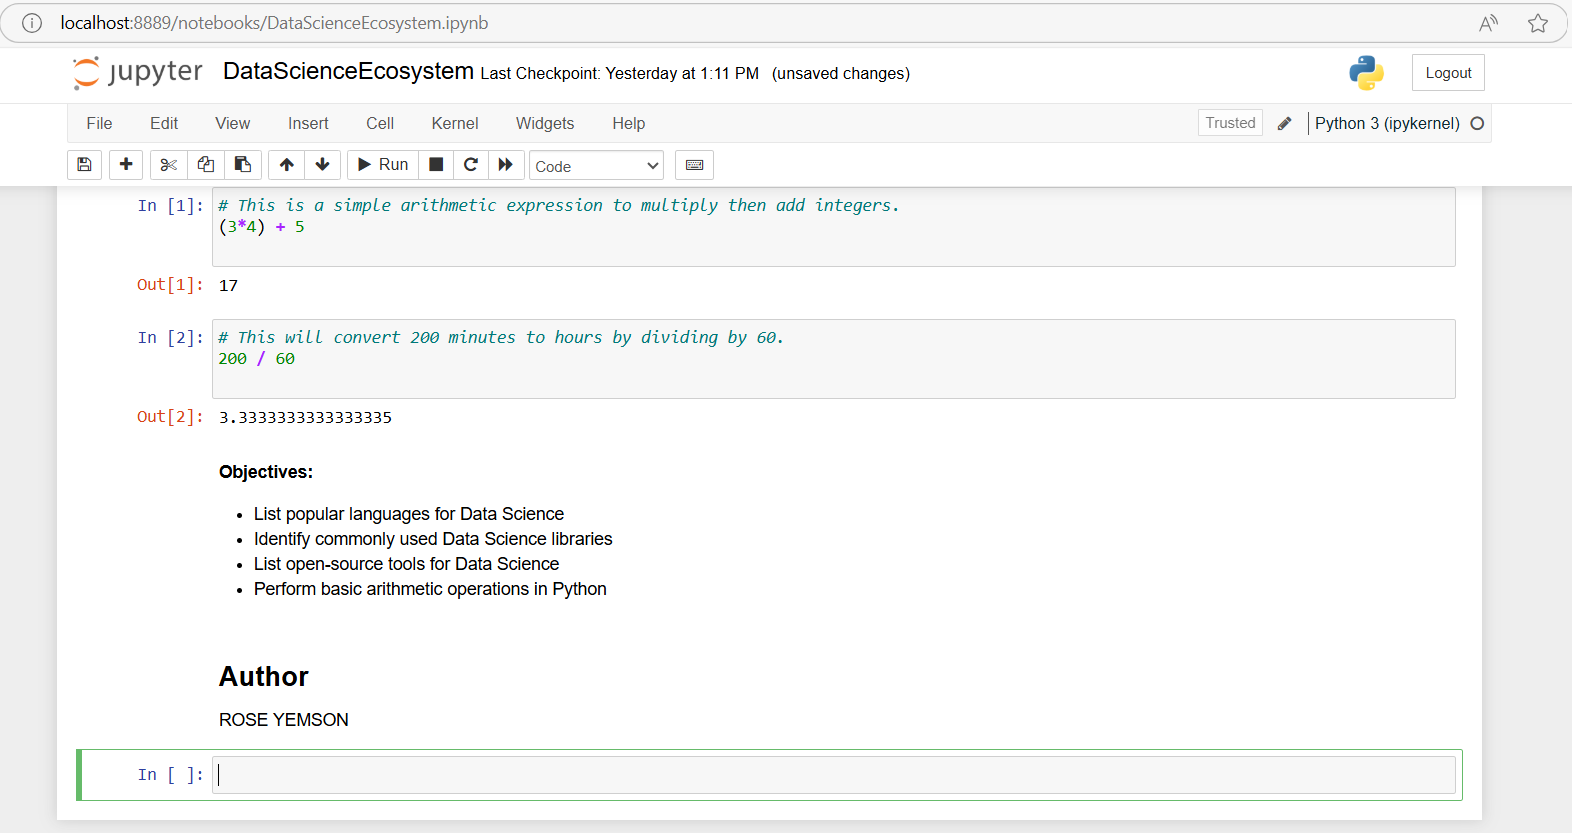 localhost:8889/notebooks/DataScienceEcosystem.ipynb
jupyter DataScienceEcosystem Last Checkpoint: Yesterday at 1:11 PM (unsaved changes) Logout
File Edit View Insert Cell Kernel Widgets Help Trusted Python 3 (ipykernel)
Run Code
In [1]: # This is a simple arithmetic expression to multiply then add integers.
(3*4) + 5
Out[1]: 17
In [2]: # This will convert 200 minutes to hours by dividing by 60.
200 / 60
Out[2]: 3.3333333333333335
Objectives:
• List popular languages for Data Science
• Identify commonly used Data Science libraries
• List open-source tools for Data Science
• Perform basic arithmetic operations in Python
Author
ROSE YEMSON
In [ ]: